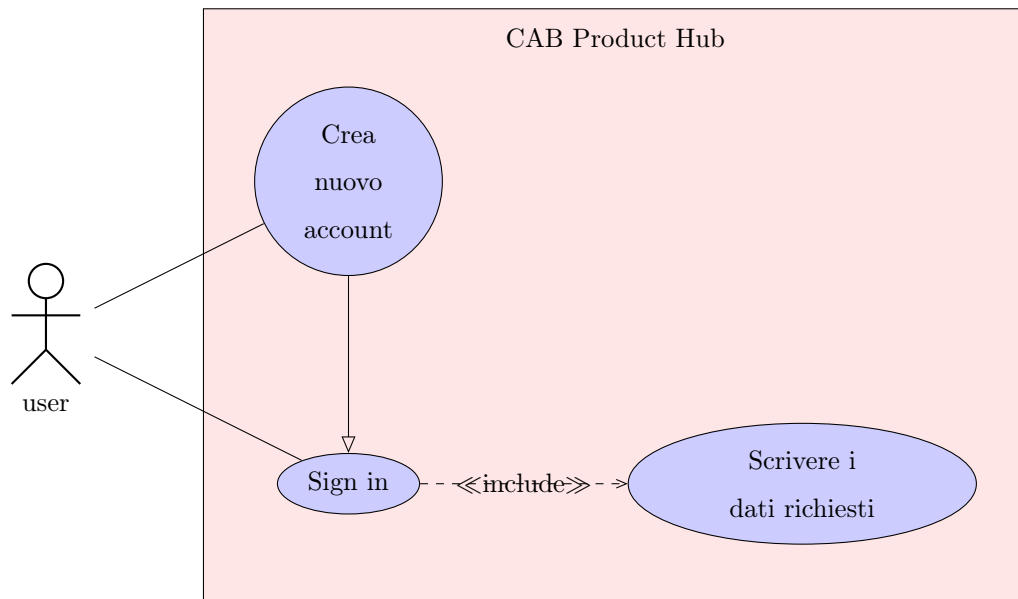 CAB Product Hub
Crea
nuovo
account
user
Sign in
≪include≫
Scrivere i
dati richiesti